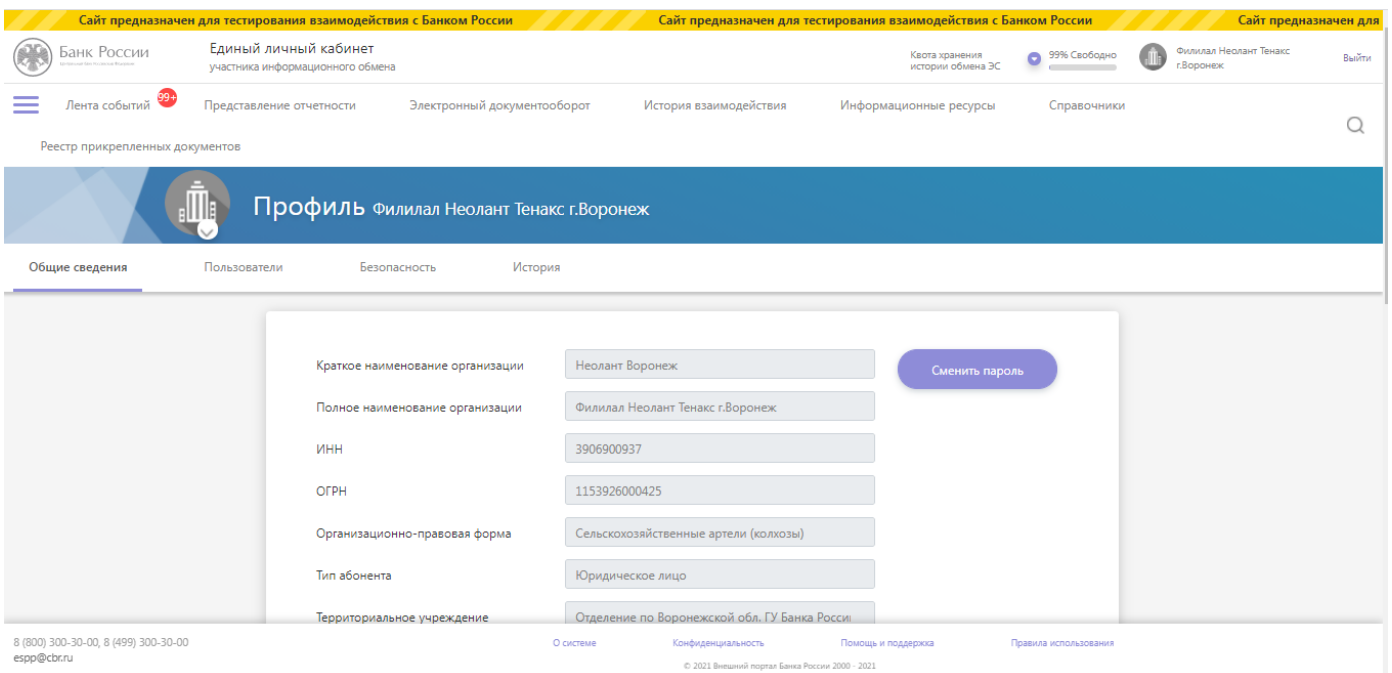 Сайт предназначен для тестирования взаимодействия с Банком России Сайт предназначен для тестирования взаимодействия с Банком России Сайт предназначен для
Банк России
Единый личный кабинет
участника информационного обмена
Квота хранения
истории обмена ЭС
99% Свободно
Филилал Неолант Тенакс
г.Воронеж
Выйти
Лента событий 99+ Представление отчетности Электронный документооборот История взаимодействия Информационные ресурсы Справочники
Реестр прикрепленных документов
Профиль Филилал Неолант Тенакс г.Воронеж
Общие сведения Пользователи Безопасность История
Краткое наименование организации Неолант Воронеж Сменить пароль
Полное наименование организации Филилал Неолант Тенакс г.Воронеж
ИНН 3906900937
ОГРН 1153926000425
Организационно-правовая форма Сельскохозяйственные артели (колхозы)
Тип абонента Юридическое лицо
Территориальное учреждение Отделение по Воронежской обл. ГУ Банка Росси
8 (800) 300-30-00, 8 (499) 300-30-00
espp@cbr.ru
О системе Конфиденциальность Помощь и поддержка Правила использования
© 2021 Внешний портал Банка России 2000 - 2021